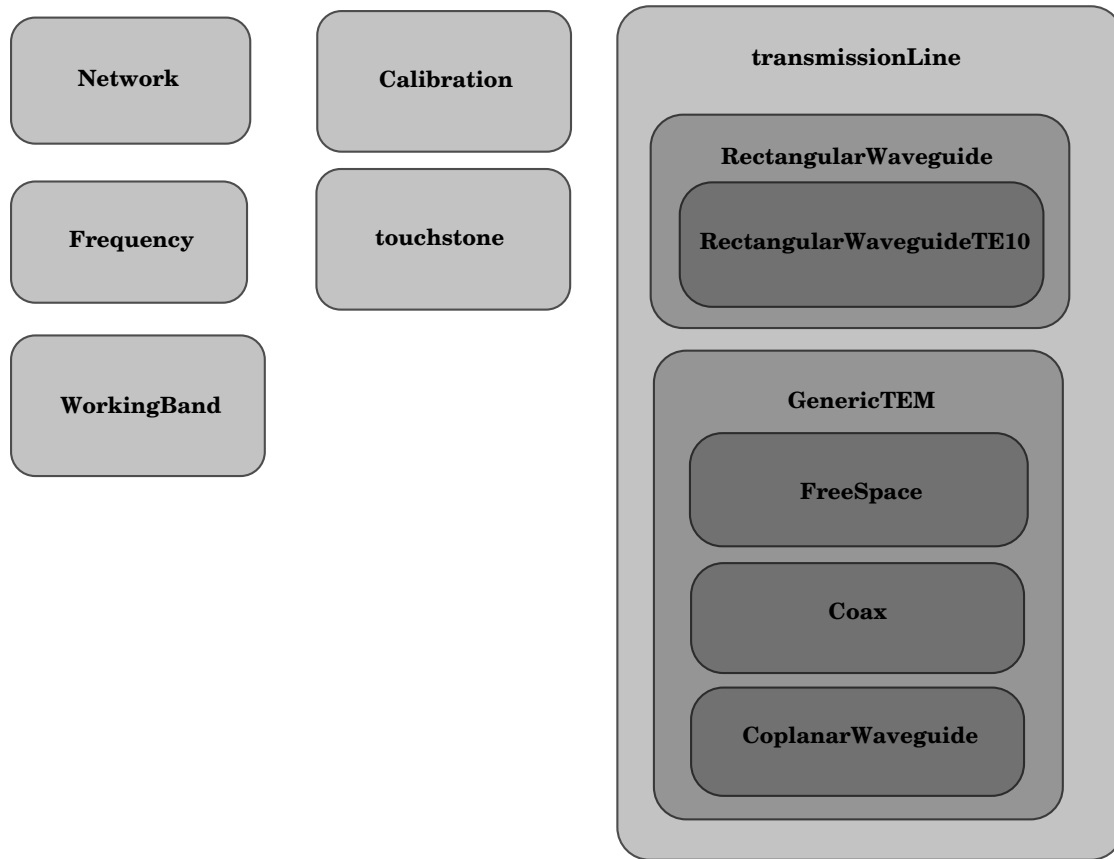 Network
Frequency
WorkingBand
Calibration
touchstone
transmissionLine
RectangularWaveguide
RectangularWaveguideTE10
GenericTEM
FreeSpace
Coax
CoplanarWaveguide